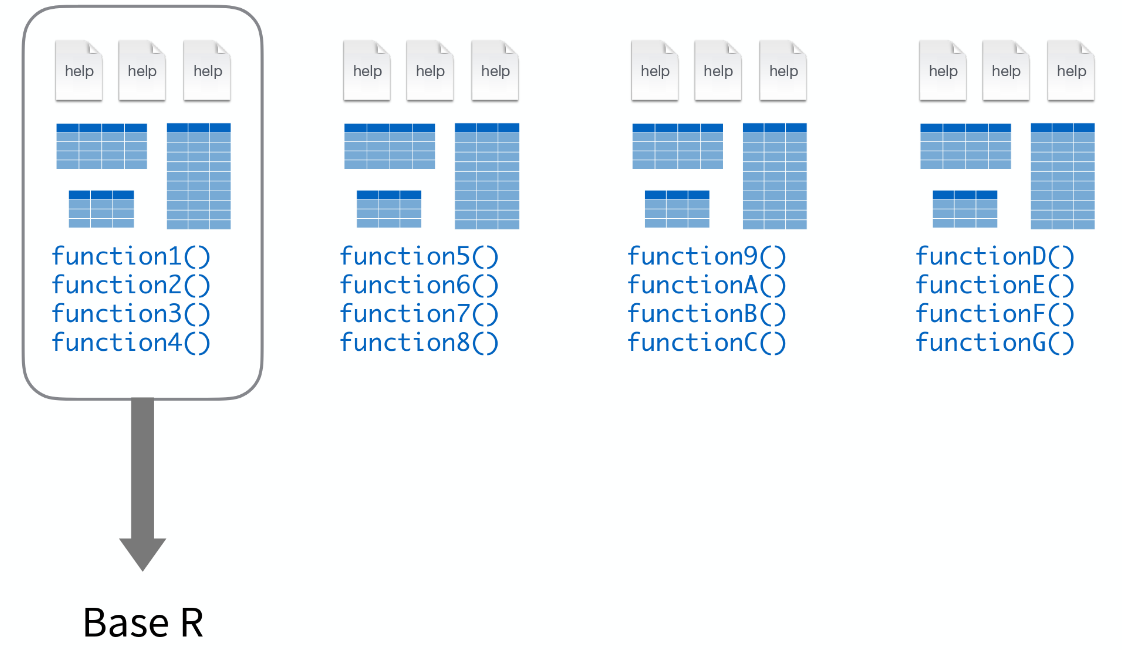 help help help help help help help help help help help help
function1() function5() function9() functionD()
function2() function6() functionA() functionE()
function3() function7() functionB() functionF()
function4() function8() functionC() functionG()
Base R